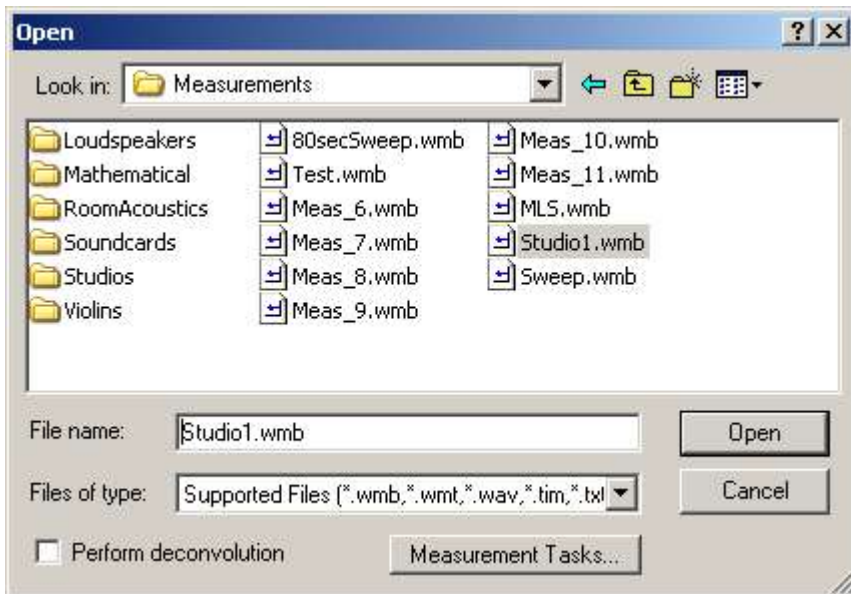 Open
Look in: Measurements
Loudspeakers 80secSweep.wmb Meas_10.wmb
Mathematical Test.wmb Meas_11.wmb
RoomAcoustics Meas_6.wmb MLS.wmb
Soundcards Meas_7.wmb Studio1.wmb
Studios Meas_8.wmb Sweep.wmb
Violins Meas_9.wmb
File name: Studio1.wmb Open
Files of type: Supported Files (*.wmb,*.wmt,*.wav,*.tim,*.txt Cancel
Perform deconvolution Measurement Tasks...